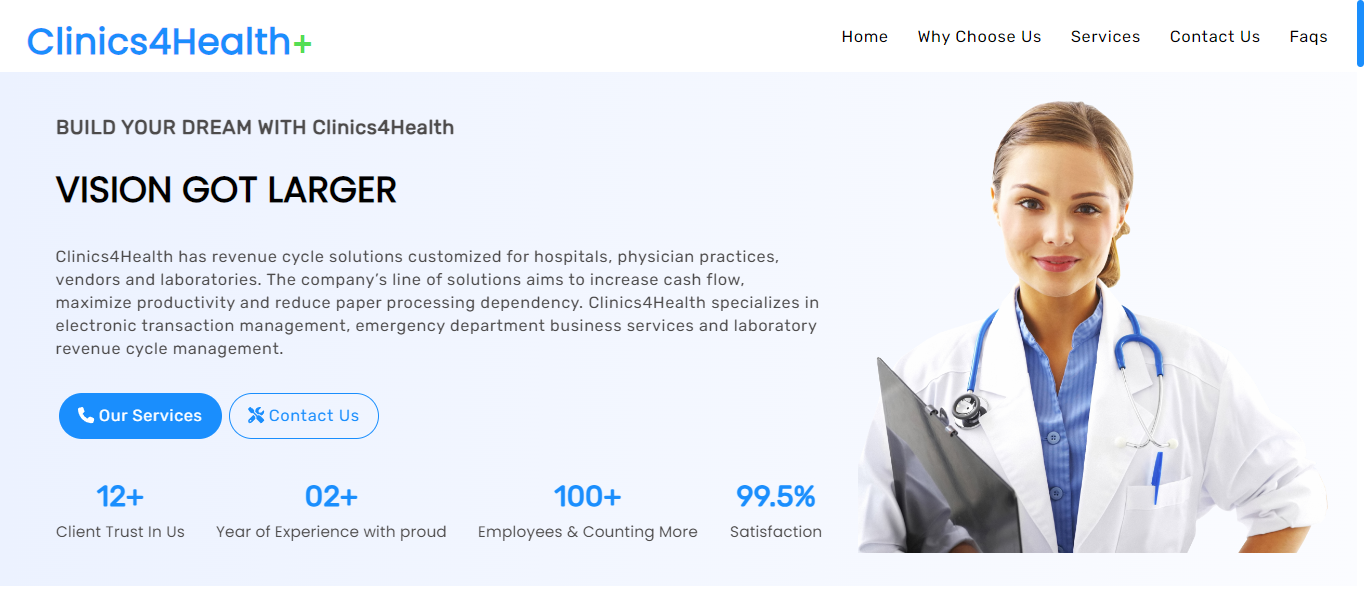 Clinics4Health+
Home Why Choose Us Services Contact Us Faqs
BUILD YOUR DREAM WITH Clinics4Health
VISION GOT LARGER
Clinics4Health has revenue cycle solutions customized for hospitals, physician practices,
vendors and laboratories. The company’s line of solutions aims to increase cash flow,
maximize productivity and reduce paper processing dependency. Clinics4Health specializes in
electronic transaction management, emergency department business services and laboratory
revenue cycle management.
Our Services Contact Us
12+ 02+ 100+ 99.5%
Client Trust In Us Year of Experience with proud Employees & Counting More Satisfaction